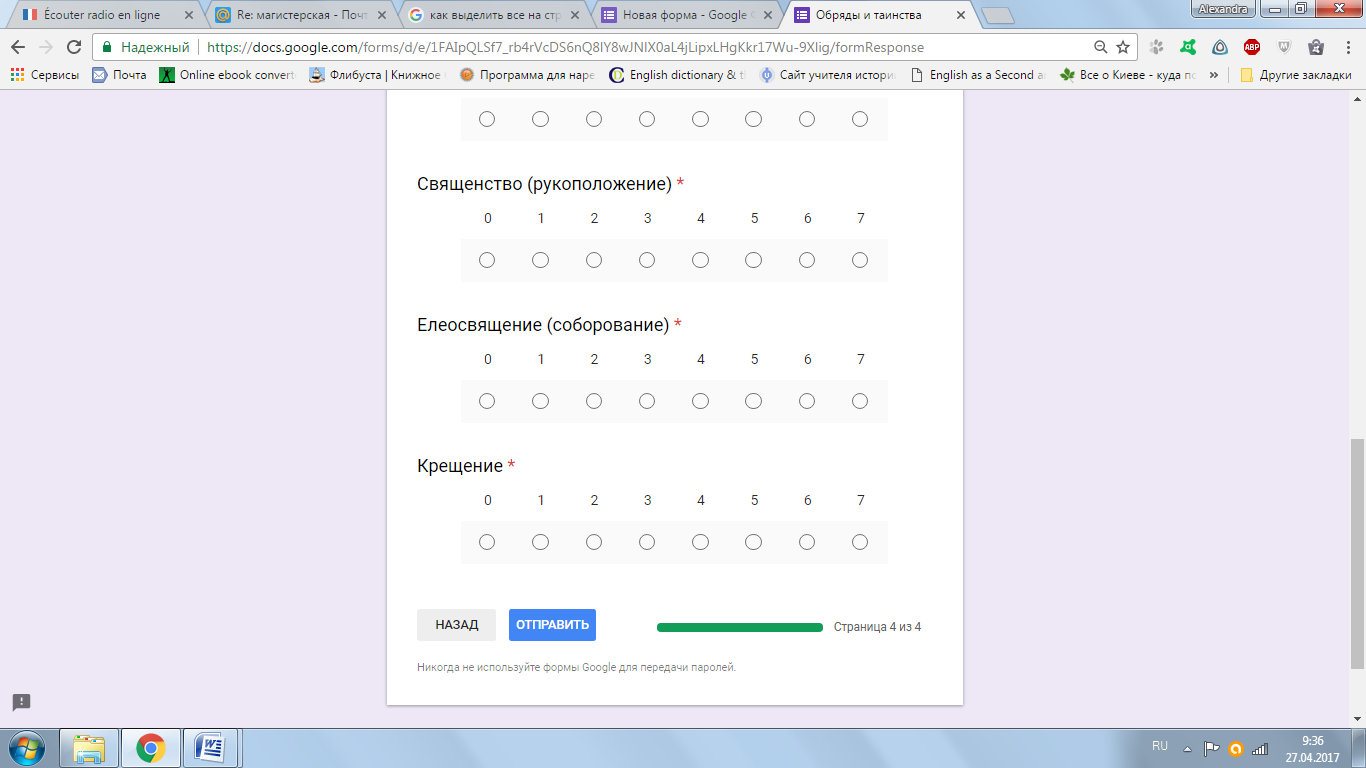 Écouter radio en ligne
Re: магистерская - Почт
как выделить все на стр
Новая форма - Google Ф
Обряды и таинства
Alexandra
Надежный
https://docs.google.com/forms/d/e/1FAIpQLSf7_rb4rVcDS6nQ8IY8wJNIX0aL4jLipxLHgKkr17Wu-9Xlig/formResponse
ABP
Сервисы
Почта
Online ebook convert
Флибуста | Книжное
Программа для наре
English dictionary & t
Сайт учителя истори
English as a Second a
Все о Киеве - куда по
»
Другие закладки
Священство (рукоположение) *
0 1 2 3 4 5 6 7
Елеосвящение (соборование) *
0 1 2 3 4 5 6 7
Крещение *
0 1 2 3 4 5 6 7
НАЗАД
ОТПРАВИТЬ
Страница 4 из 4
Никогда не используйте формы Google для передачи паролей.
RU
9:36
27.04.2017